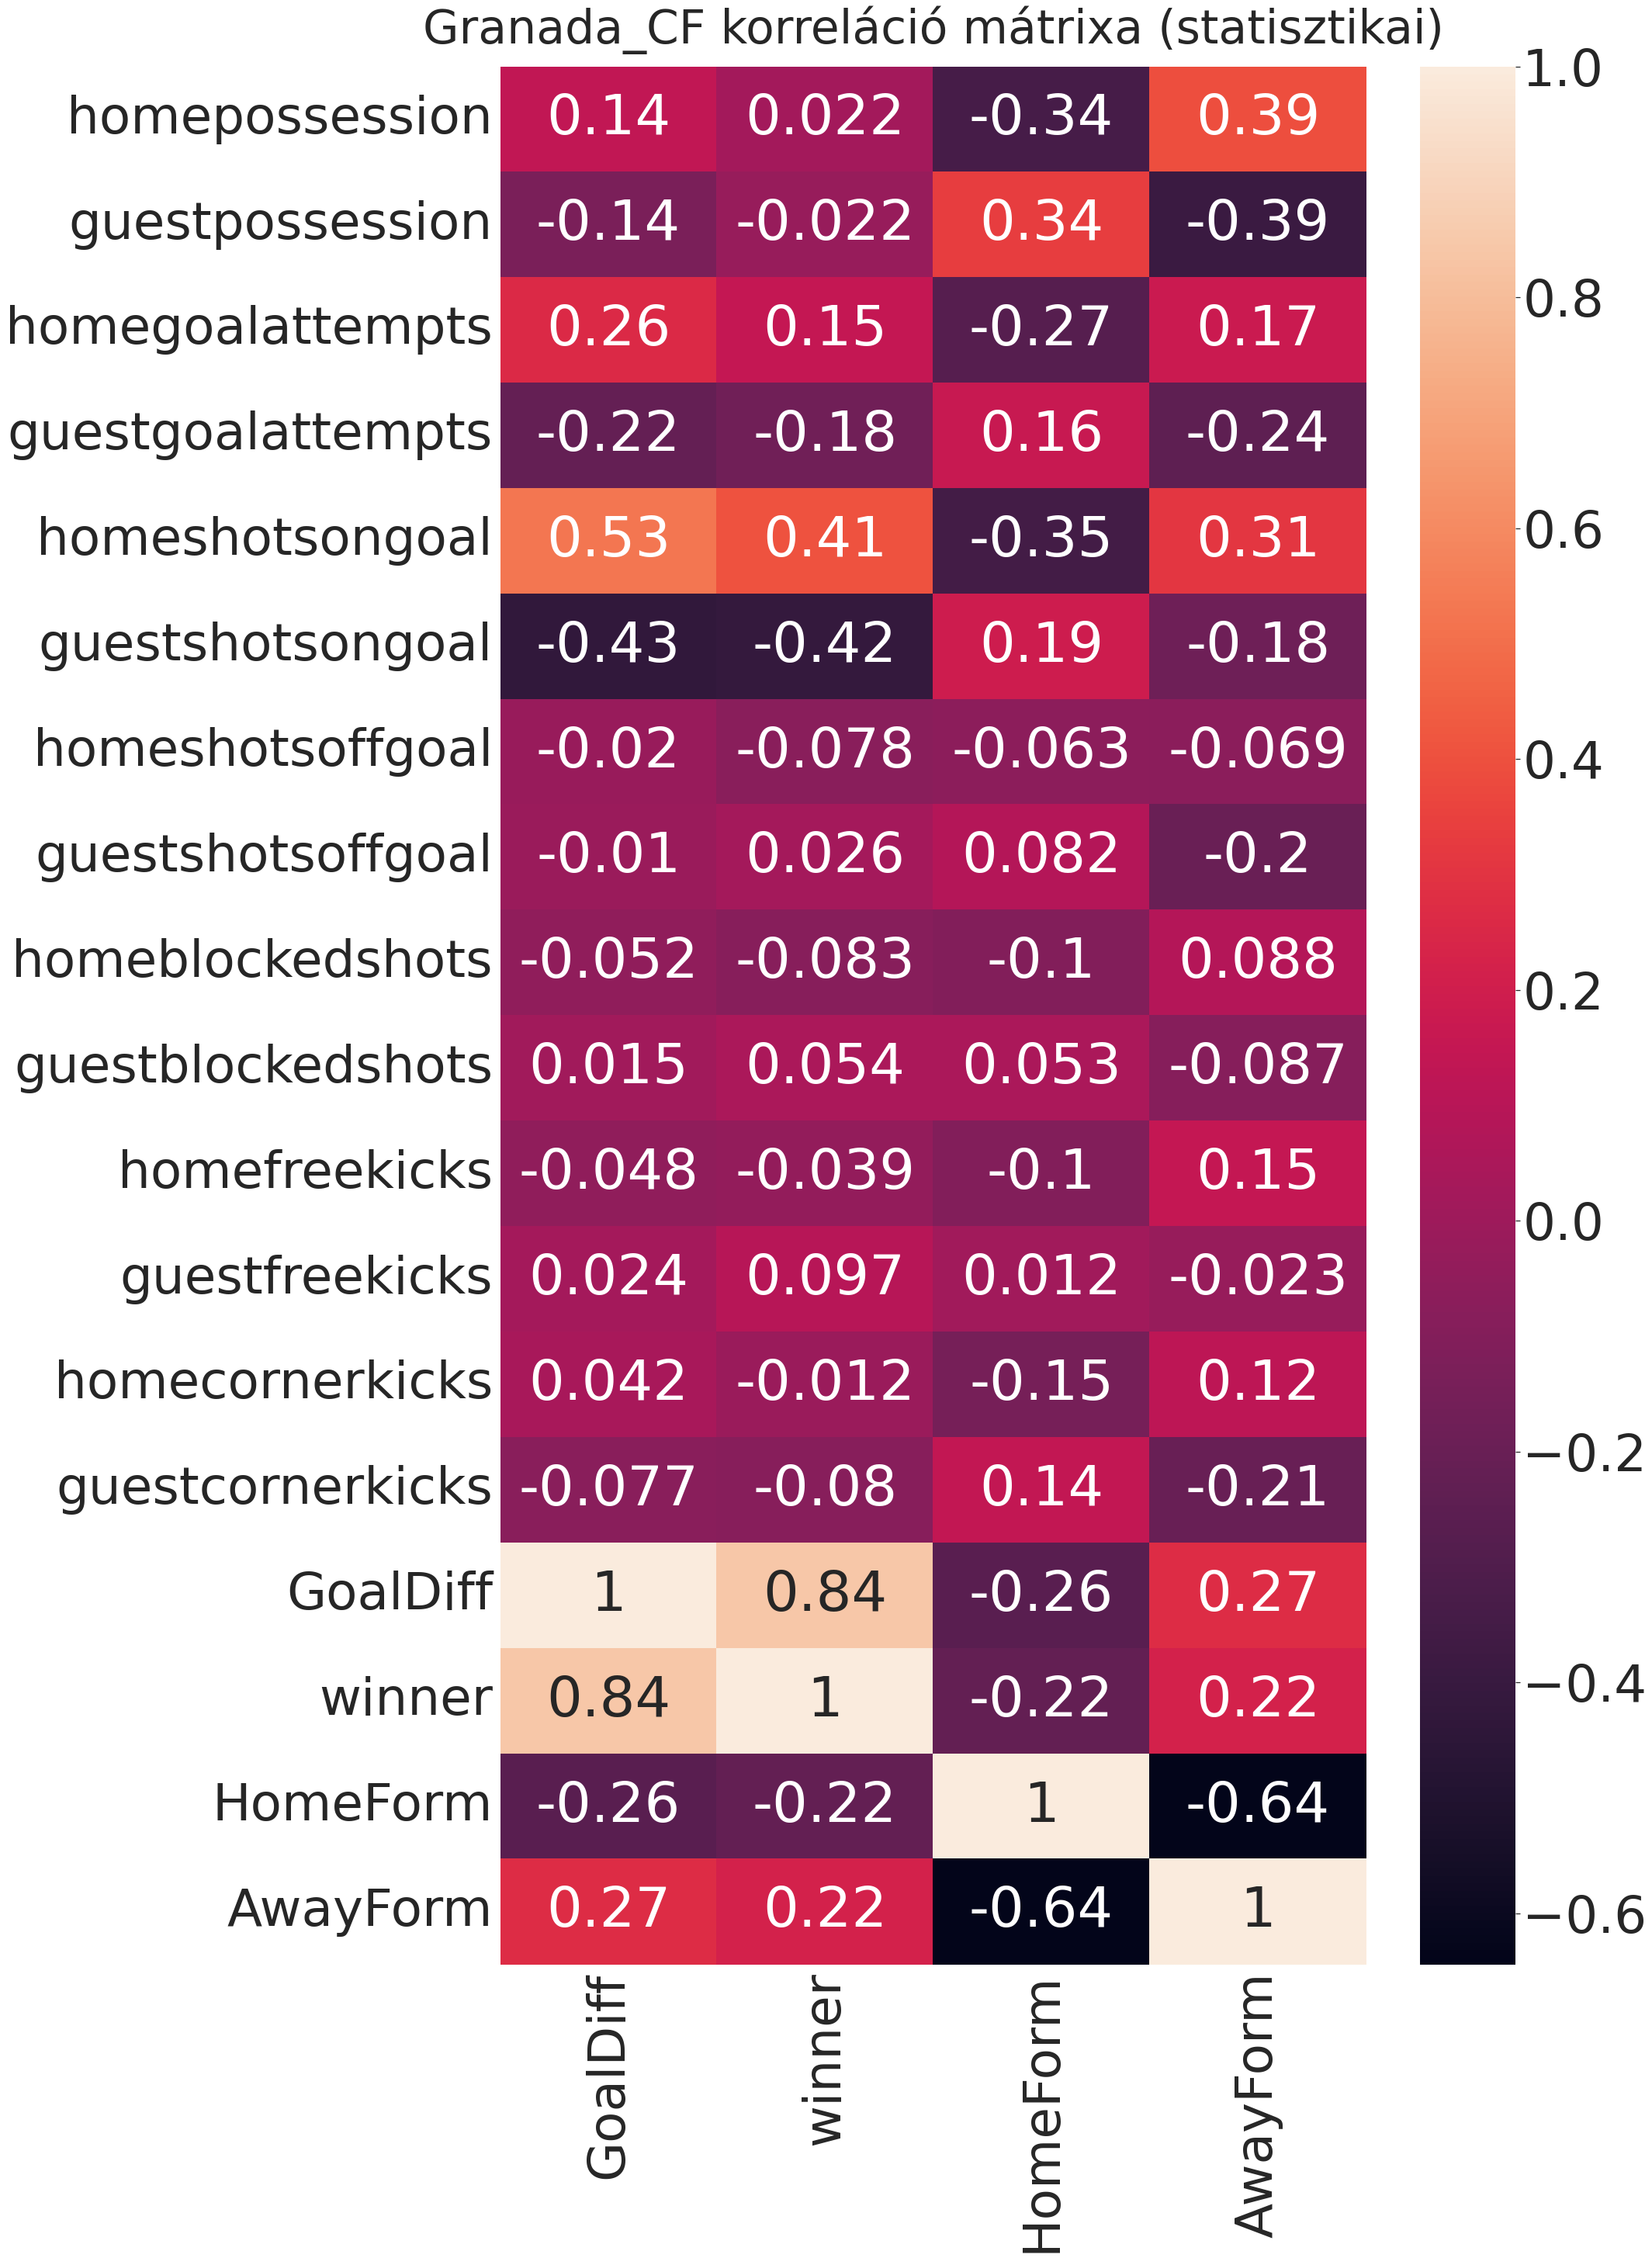 Granada_CF korreláció mátrixa (statisztikai)
homepossession 0.14 0.022 -0.34 0.39
guestpossession -0.14 -0.022 0.34 -0.39
homegoalattempts 0.26 0.15 -0.27 0.17
guestgoalattempts -0.22 -0.18 0.16 -0.24
homeshotsongoal 0.53 0.41 -0.35 0.31
guestshotsongoal -0.43 -0.42 0.19 -0.18
homeshotsoffgoal -0.02 -0.078 -0.063 -0.069
guestshotsoffgoal -0.01 0.026 0.082 -0.2
homeblockedshots -0.052 -0.083 -0.1 0.088
guestblockedshots 0.015 0.054 0.053 -0.087
homefreekicks -0.048 -0.039 -0.1 0.15
guestfreekicks 0.024 0.097 0.012 -0.023
homecornerkicks 0.042 -0.012 -0.15 0.12
guestcornerkicks -0.077 -0.08 0.14 -0.21
GoalDiff 1 0.84 -0.26 0.27
winner 0.84 1 -0.22 0.22
HomeForm -0.26 -0.22 1 -0.64
AwayForm 0.27 0.22 -0.64 1
GoalDiff winner HomeForm AwayForm
1.0
0.8
0.6
0.4
0.2
0.0
−0.2
−0.4
−0.6